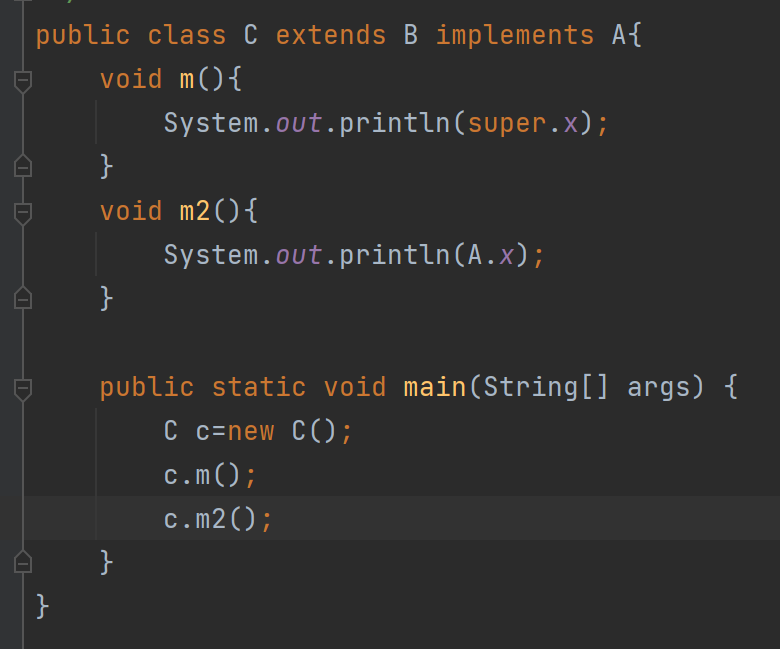 public class C extends B implements A{
    void m(){
        System.out.println(super.x);
    }
    void m2(){
        System.out.println(A.x);
    }

    public static void main(String[] args) {
        C c=new C();
        c.m();
        c.m2();
    }
}